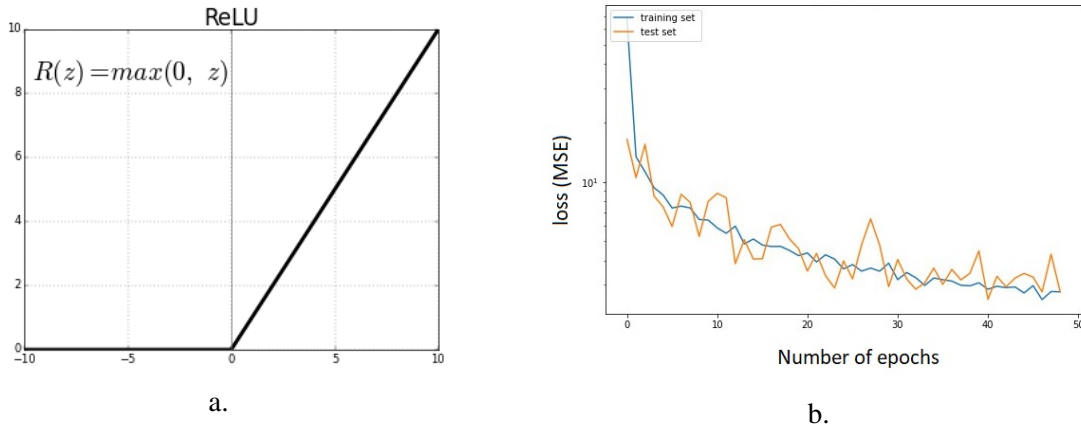 ReLU
R(z)=max(0, z)
10
8
6
4
2
0
−10
−5
0
5
10
a.
training set
test set
10¹
loss (MSE)
0
10
20
30
40
50
Number of epochs
b.